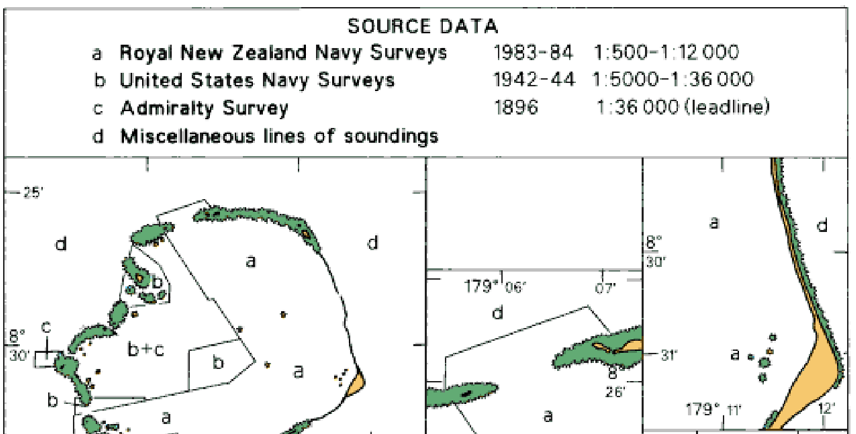 SOURCE DATA
a Royal New Zealand Navy Surveys 1983-84 1:500-1:12 000
b United States Navy Surveys 1942-44 1:5000-1:36 000
c Admiralty Survey 1896 1:36 000 (leadline)
d Miscellaneous lines of soundings
25'
d
a
d
b
c
8°
30'
b+c
b
a
b
a
179° 06' 07'
d
8°
26'
a
a
d
8°
30'
31'
a
179° 11' 12'